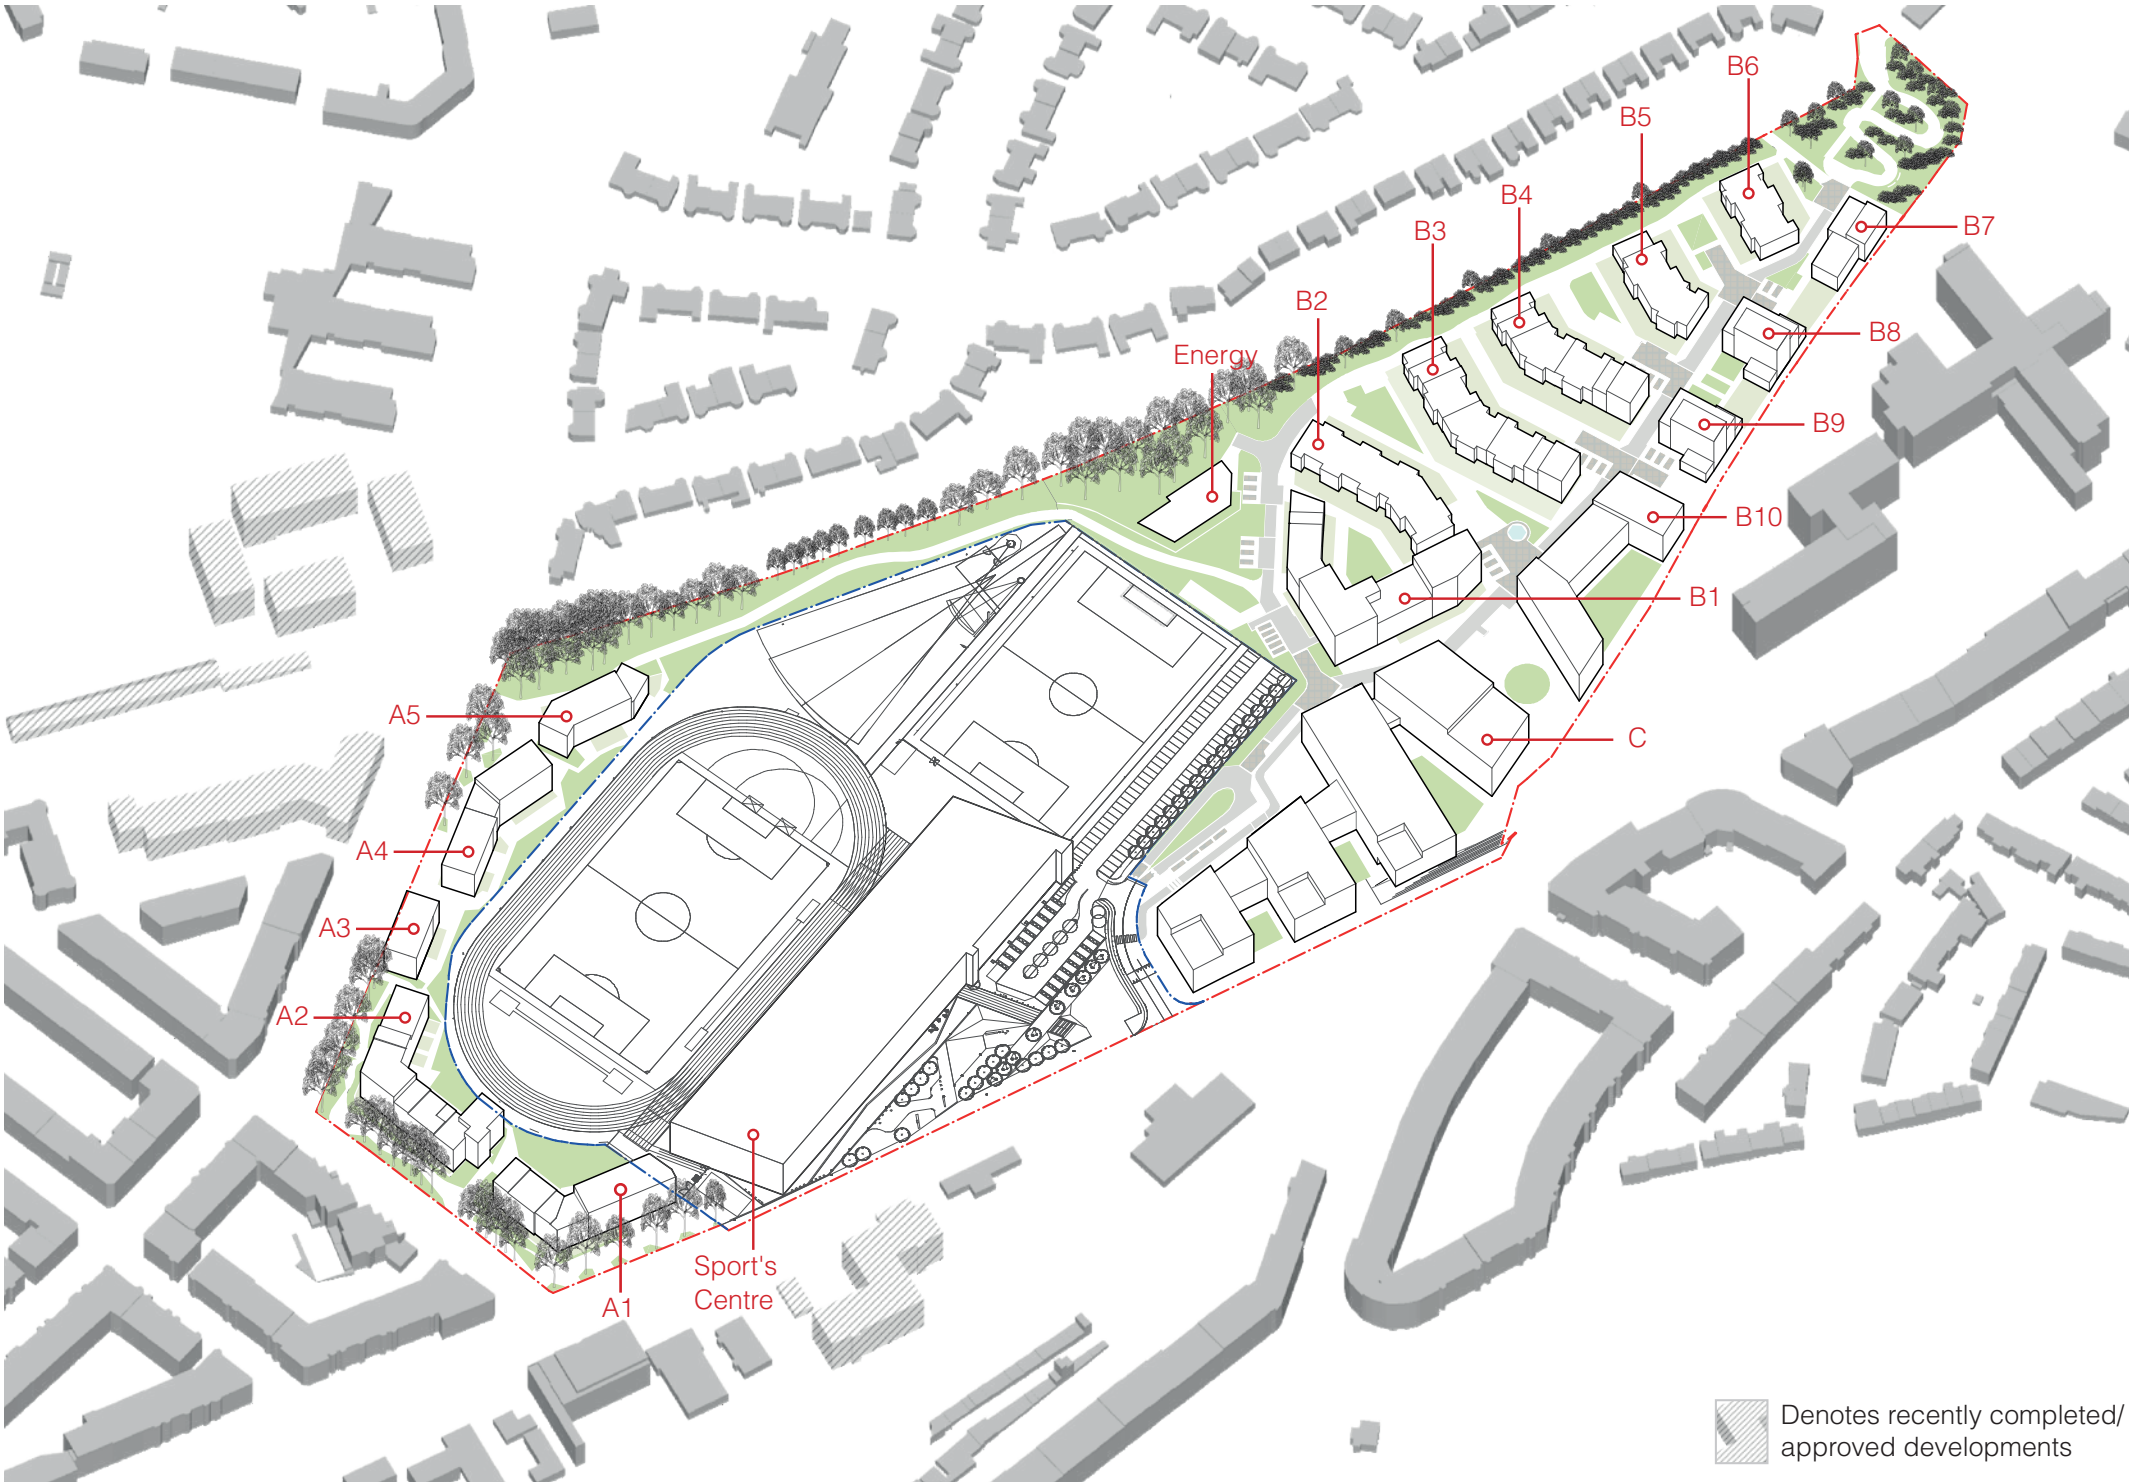 B6
B5
B4
B7
B3
B2
B8
Energy
B9
B10
B1
A5
C
A4
A3
A2
Sport's
Centre
A1
Denotes recently completed/
approved developments